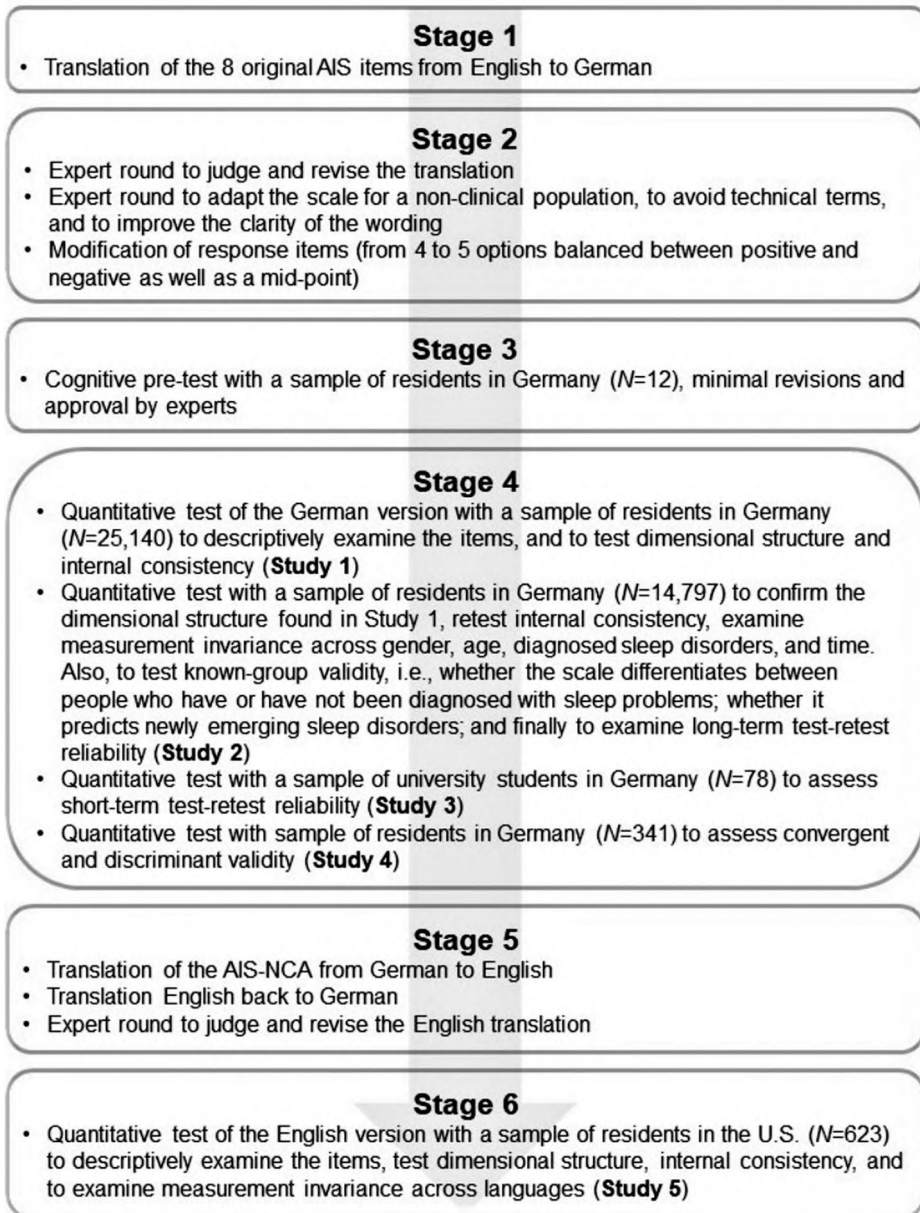 Stage 1
• Translation of the 8 original AIS items from English to German
Stage 2
• Expert round to judge and revise the translation
• Expert round to adapt the scale for a non-clinical population, to avoid technical terms,
and to improve the clarity of the wording
• Modification of response items (from 4 to 5 options balanced between positive and
negative as well as a mid-point)
Stage 3
• Cognitive pre-test with a sample of residents in Germany (N=12), minimal revisions and
approval by experts
Stage 4
• Quantitative test of the German version with a sample of residents in Germany
(N=25,140) to descriptively examine the items, and to test dimensional structure and
internal consistency (Study 1)
• Quantitative test with a sample of residents in Germany (N=14,797) to confirm the
dimensional structure found in Study 1, retest internal consistency, examine
measurement invariance across gender, age, diagnosed sleep disorders, and time.
Also, to test known-group validity, i.e., whether the scale differentiates between
people who have or have not been diagnosed with sleep problems; whether it
predicts newly emerging sleep disorders; and finally to examine long-term test-retest
reliability (Study 2)
• Quantitative test with a sample of university students in Germany (N=78) to assess
short-term test-retest reliability (Study 3)
• Quantitative test with sample of residents in Germany (N=341) to assess convergent
and discriminant validity (Study 4)
Stage 5
• Translation of the AIS-NCA from German to English
• Translation English back to German
• Expert round to judge and revise the English translation
Stage 6
• Quantitative test of the English version with a sample of residents in the U.S. (N=623)
to descriptively examine the items, test dimensional structure, internal consistency, and
to examine measurement invariance across languages (Study 5)